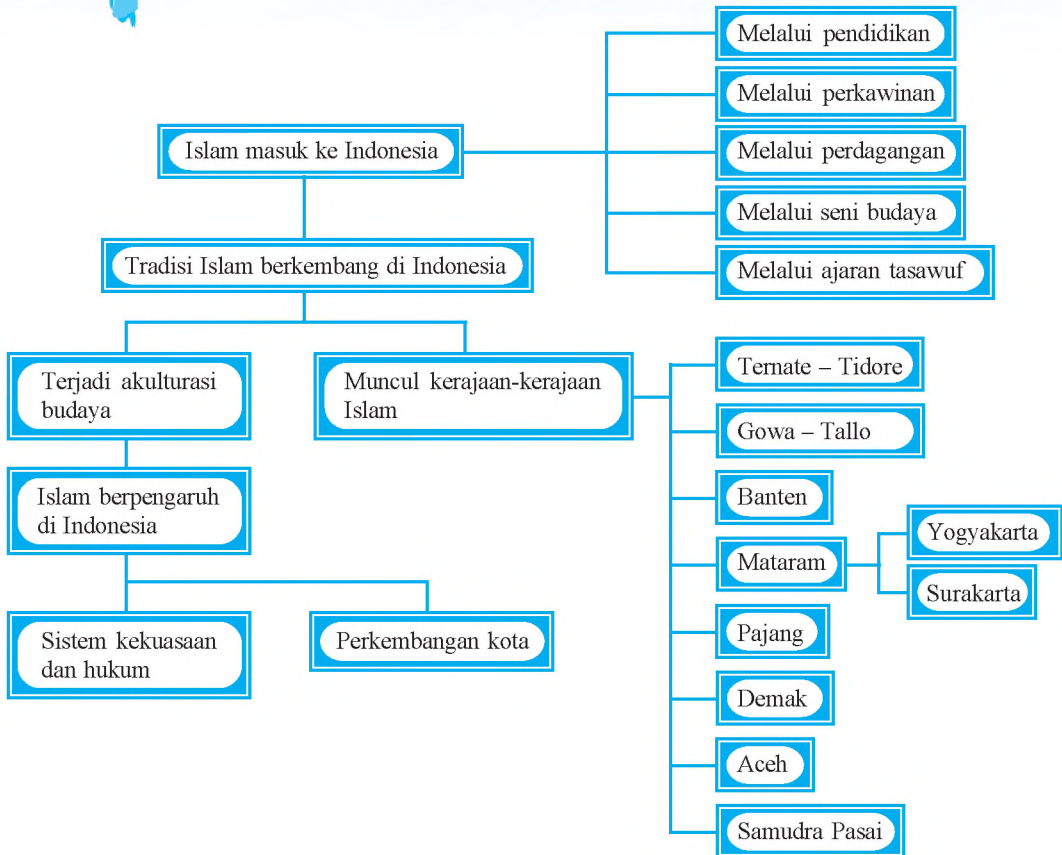 Melalui pendidikan
Melalui perkawinan
Islam masuk ke Indonesia
Melalui perdagangan
Melalui seni budaya
Tradisi Islam berkembang di Indonesia
Melalui ajaran tasawuf
Terjadi akulturasi
budaya
Muncul kerajaan-kerajaan
Islam
Ternate – Tidore
Gowa – Tallo
Islam berpengaruh
di Indonesia
Banten
Mataram
Yogyakarta
Surakarta
Sistem kekuasaan
dan hukum
Perkembangan kota
Pajang
Demak
Aceh
Samudra Pasai